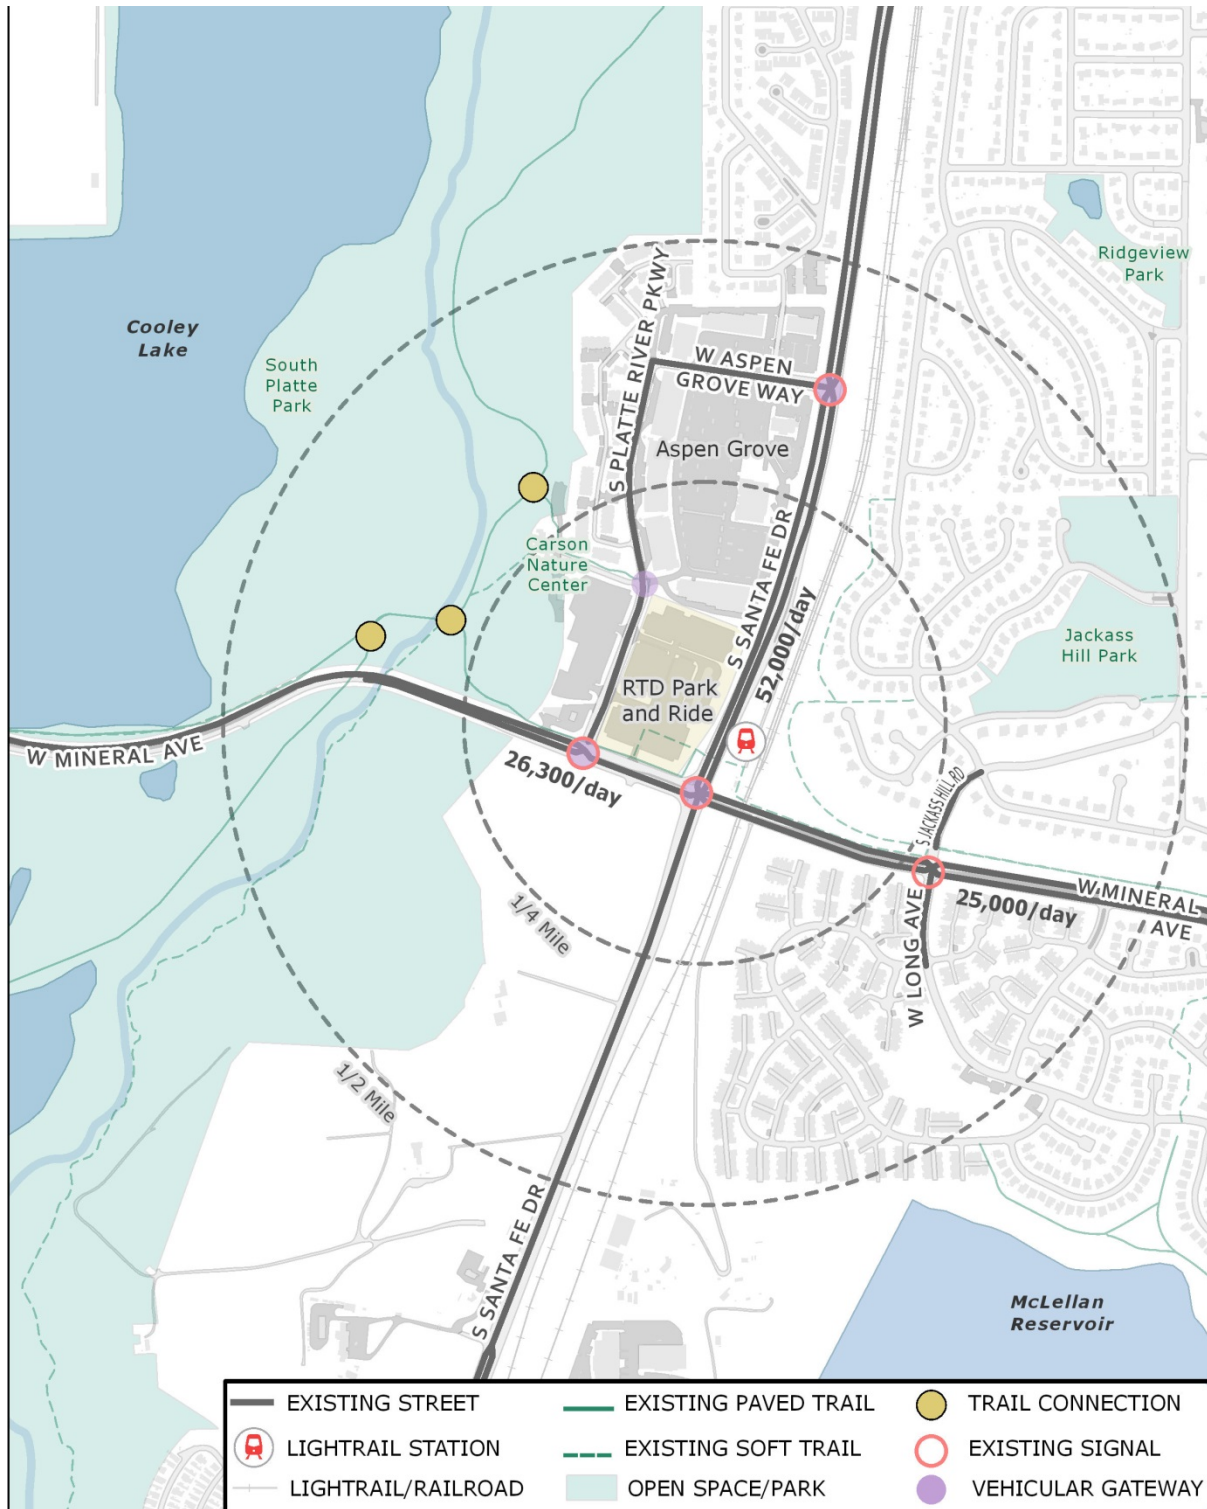 Ridgeview
Park
Cooley
Lake
South
Platte
Park
S PLATTE RIVER PKWY
W ASPEN
GROVE WAY
Aspen Grove
Carson
Nature
Center
S SANTA FE DR
52,000/day
Jackass
Hill Park
RTD Park
and Ride
W MINERAL AVE
26,300/day
S JACKASS HILL RD
W MINERAL
AVE
25,000/day
W LONG AVE
1/4 Mile
1/2 Mile
S SANTA FE DR
McLellan
Reservoir
EXISTING STREET
EXISTING PAVED TRAIL
TRAIL CONNECTION
LIGHTRAIL STATION
EXISTING SOFT TRAIL
EXISTING SIGNAL
LIGHTRAIL/RAILROAD
OPEN SPACE/PARK
VEHICULAR GATEWAY